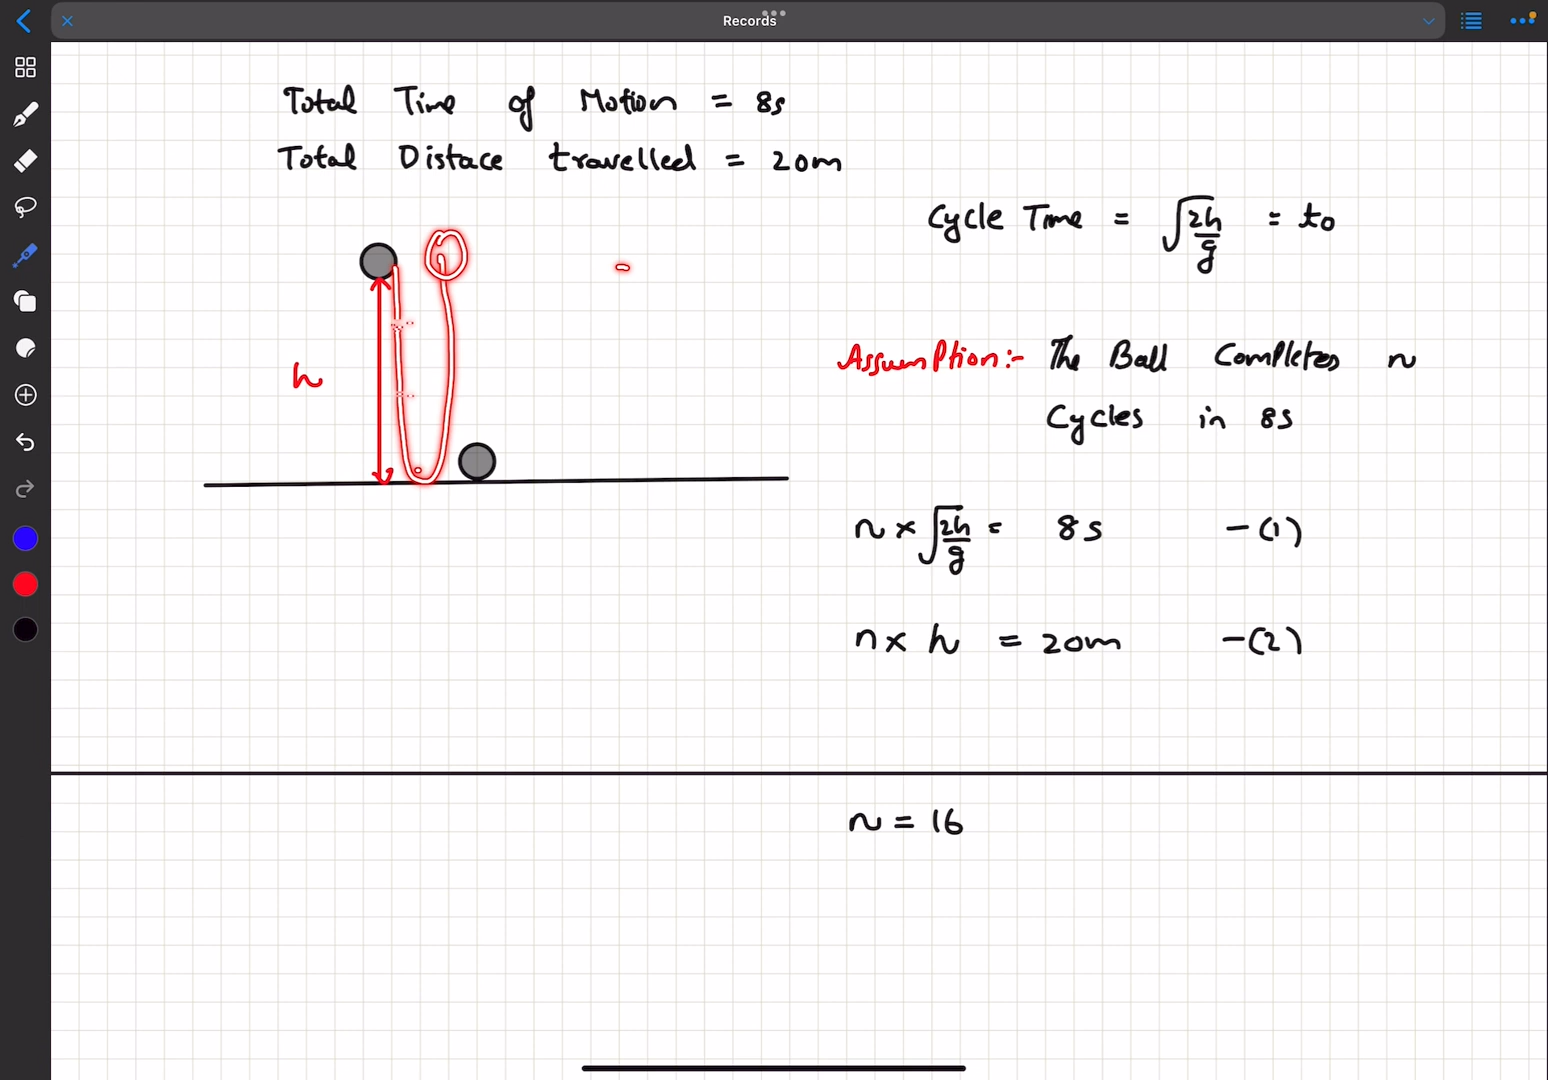 Records
Total Time of Motion = 8s
Total Distace travelled = 20m
Cycle Time = √2h/g = to
h
Assumption:- The Ball Completes n
Cycles in 8s
n × √2h/g = 8s -(1)
n × h = 20m -(2)
n = 16